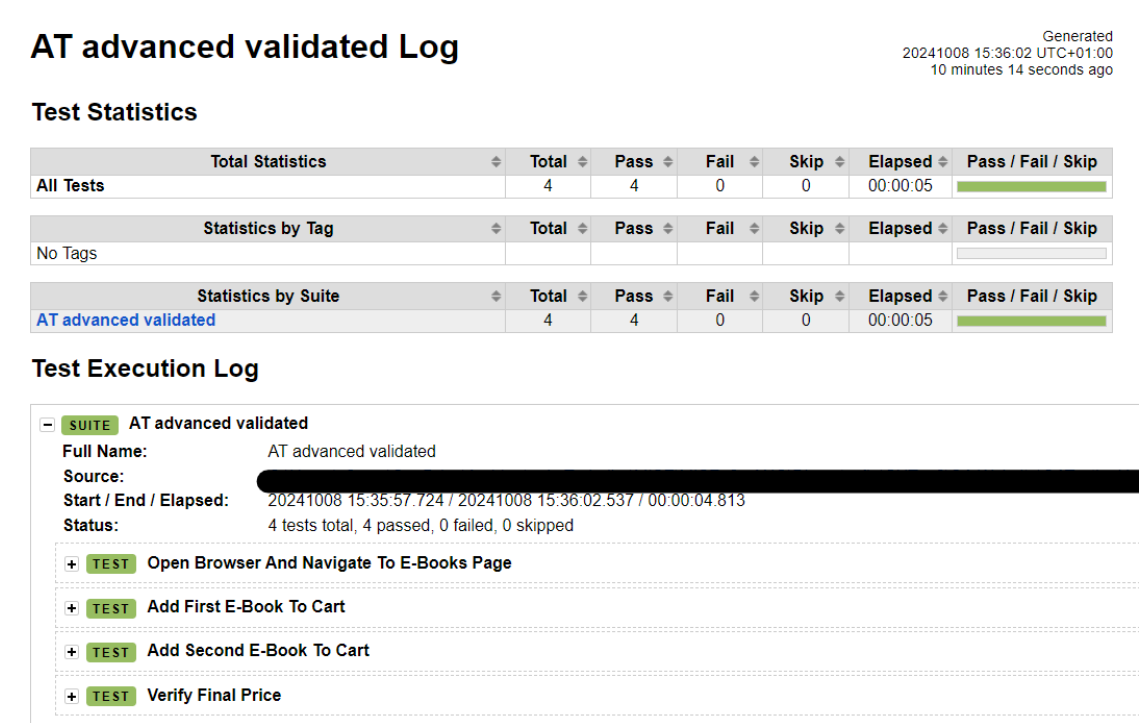 AT advanced validated Log
Generated
20241008 15:36:02 UTC+01:00
10 minutes 14 seconds ago
Test Statistics
Total Statistics Total Pass Fail Skip Elapsed Pass / Fail / Skip
All Tests 4 4 0 0 00:00:05
Statistics by Tag Total Pass Fail Skip Elapsed Pass / Fail / Skip
No Tags
Statistics by Suite Total Pass Fail Skip Elapsed Pass / Fail / Skip
AT advanced validated 4 4 0 0 00:00:05
Test Execution Log
SUITE AT advanced validated
Full Name: AT advanced validated
Source:
Start / End / Elapsed: 20241008 15:35:57.724 / 20241008 15:36:02.537 / 00:00:04.813
Status: 4 tests total, 4 passed, 0 failed, 0 skipped
TEST Open Browser And Navigate To E-Books Page
TEST Add First E-Book To Cart
TEST Add Second E-Book To Cart
TEST Verify Final Price